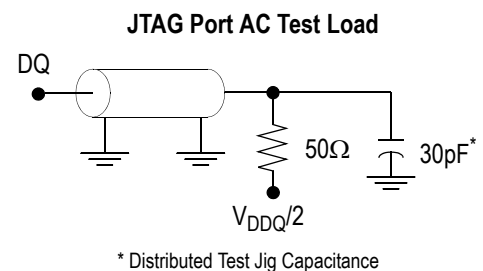 JTAG Port AC Test Load
DQ
50Ω
30pF*
VDDQ/2
* Distributed Test Jig Capacitance